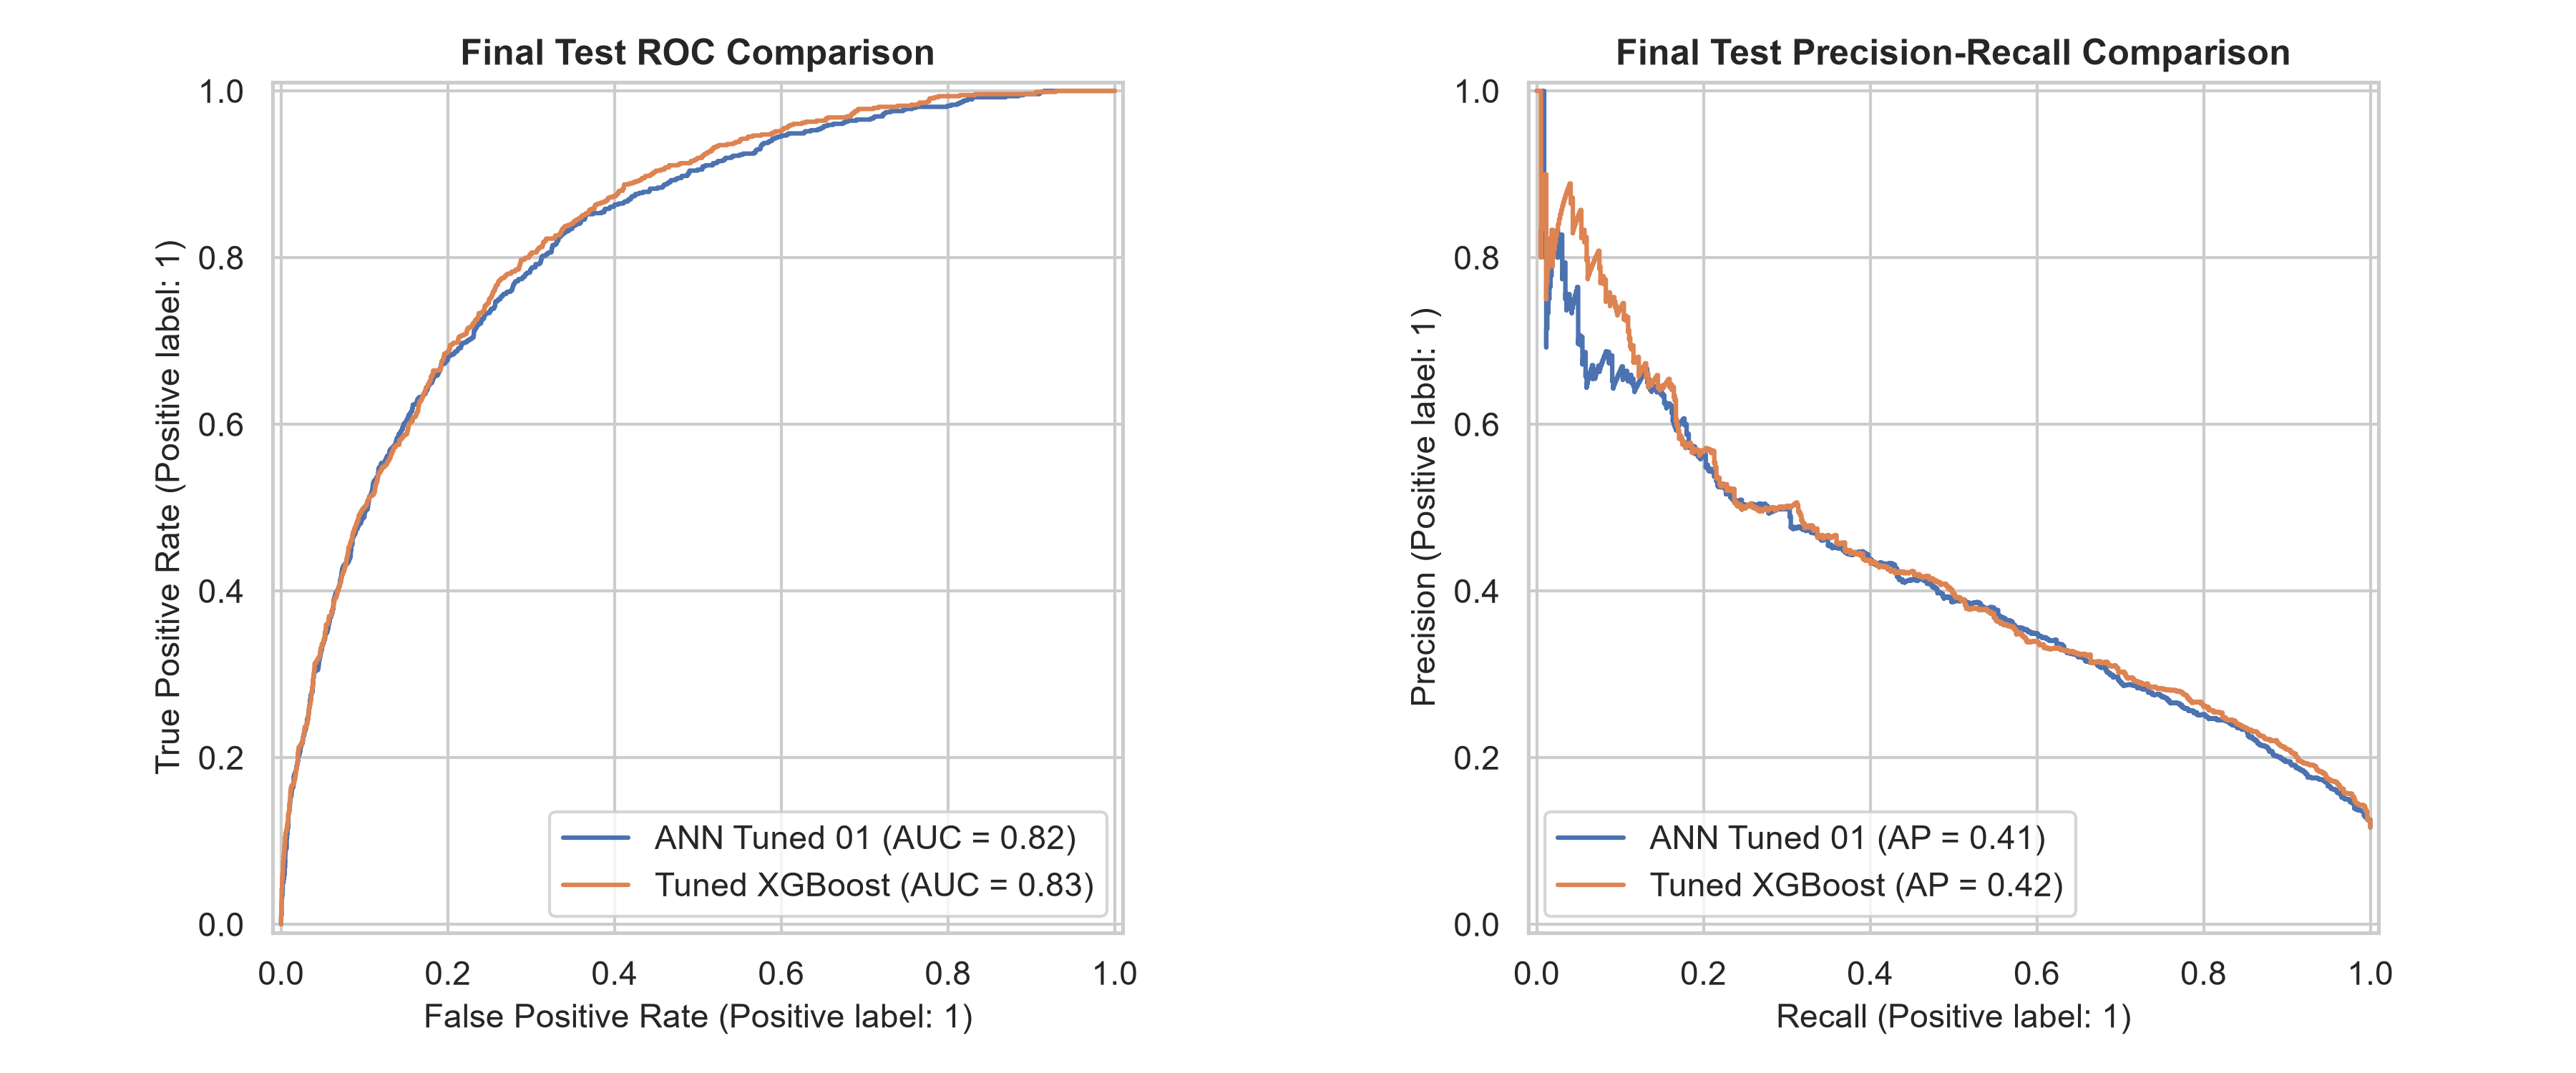 Final Test ROC Comparison
1.0
0.8
0.6
0.4
0.2
0.0
True Positive Rate (Positive label: 1)
ANN Tuned 01 (AUC = 0.82)
Tuned XGBoost (AUC = 0.83)
0.0 0.2 0.4 0.6 0.8 1.0
False Positive Rate (Positive label: 1)
Final Test Precision-Recall Comparison
1.0
0.8
0.6
0.4
0.2
0.0
Precision (Positive label: 1)
ANN Tuned 01 (AP = 0.41)
Tuned XGBoost (AP = 0.42)
0.0 0.2 0.4 0.6 0.8 1.0
Recall (Positive label: 1)